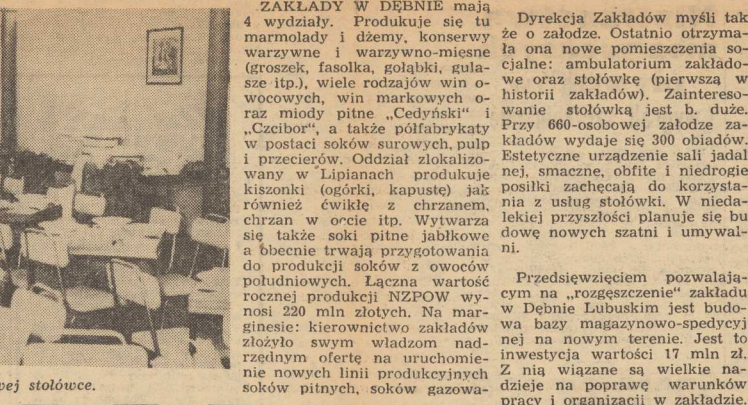 wej stołówce.
ZAKŁADY W DĘBNIE mają
4 wydziały. Produkuje się tu
marmolady i dżemy, konserwy
warzywne i warzywno-mięsne
(groszek, fasolka, gołąbki, gula-
sze itp.), wiele rodzajów win o-
wocowych, win markowych o-
raz miody pitne „Cedyński" i
„Czcibor", a także półfabrykaty
w postaci soków surowych, pulp
i przecierów. Oddział zlokalizo-
wany w Lipianach produkuje
kiszonki (ogórki, kapustę) jak
również ćwikłę z chrzanem,
chrzan w occie itp. Wytwarza
się także soki pitne jabłkowe
a obecnie trwają przygotowania
do produkcji soków z owoców
południowych. Łączna wartość
rocznej produkcji NZPOW wy-
nosi 220 mln złotych. Na mar-
ginesie: kierownictwo zakładów
złożyło swym władzom nad-
rzędnym ofertę na uruchomie-
nie nowych linii produkcyjnych
soków pitnych, soków gazowa-
Dyrekcja Zakładów myśli tak
że o załodze. Ostatnio otrzyma-
ła ona nowe pomieszczenia so-
cjalne: ambulatorium zakłado-
we oraz stołówkę (pierwszą w
historii zakładów). Zaintereso-
wanie stołówką jest b. duże.
Przy 660-osobowej załodze za-
kładów wydaje się 300 obiadów.
Estetyczne urządzenie sali jadal
nej, smaczne, obfite i niedrogie
posiłki zachęcają do korzysta-
nia z usług stołówki. W nieda-
lekiej przyszłości planuje się bu
dowę nowych szatni i umywal-
ni.
Przedsięwzięciem pozwalają-
cym na „rozgęszczenie" zakładu
w Dębnie Lubuskim jest budo-
wa bazy magazynowo-spedycyj
nej na nowym terenie. Jest to
inwestycja wartości 17 mln zł.
Z nią wiązane są wielkie na-
dzieje na poprawę warunków
pracy i organizacji w zakładzie.